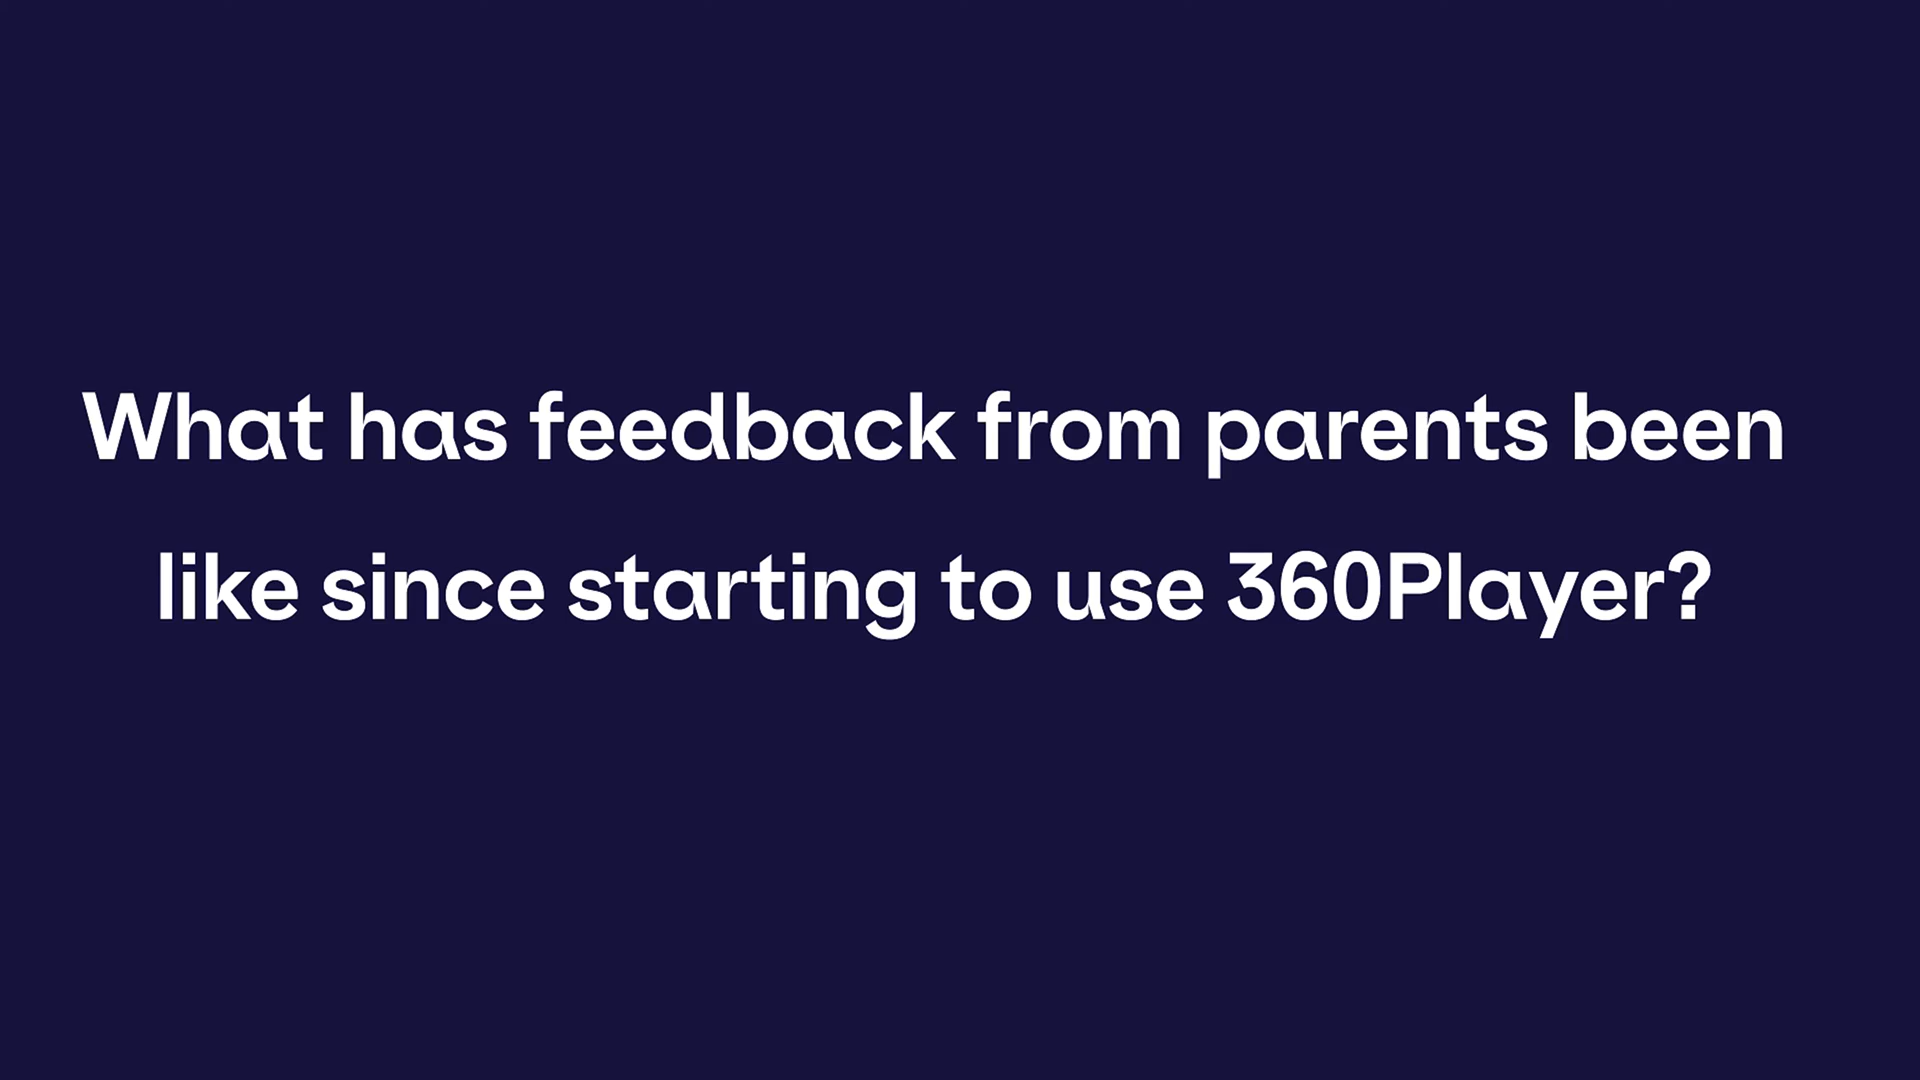 What has feedback from parents been
like since starting to use 360Player?